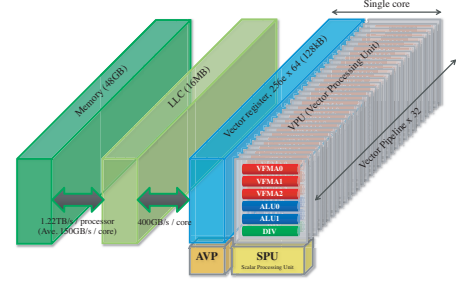 Single core
Memory (48GB)
LLC (16MB)
Vector register, 256e x 64 (128kB)
VPU (Vector Processing Unit)
Vector Pipeline x 32
VFMA0
VFMA1
VFMA2
ALU0
ALU1
DIV
1.22TB/s / processor
(Ave. 150GB/s / core)
400GB/s / core
AVP
SPU
Scalar Processing Unit